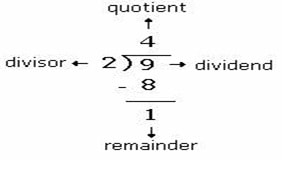 quotient
4
divisor 2)9 dividend
- 8
1
remainder